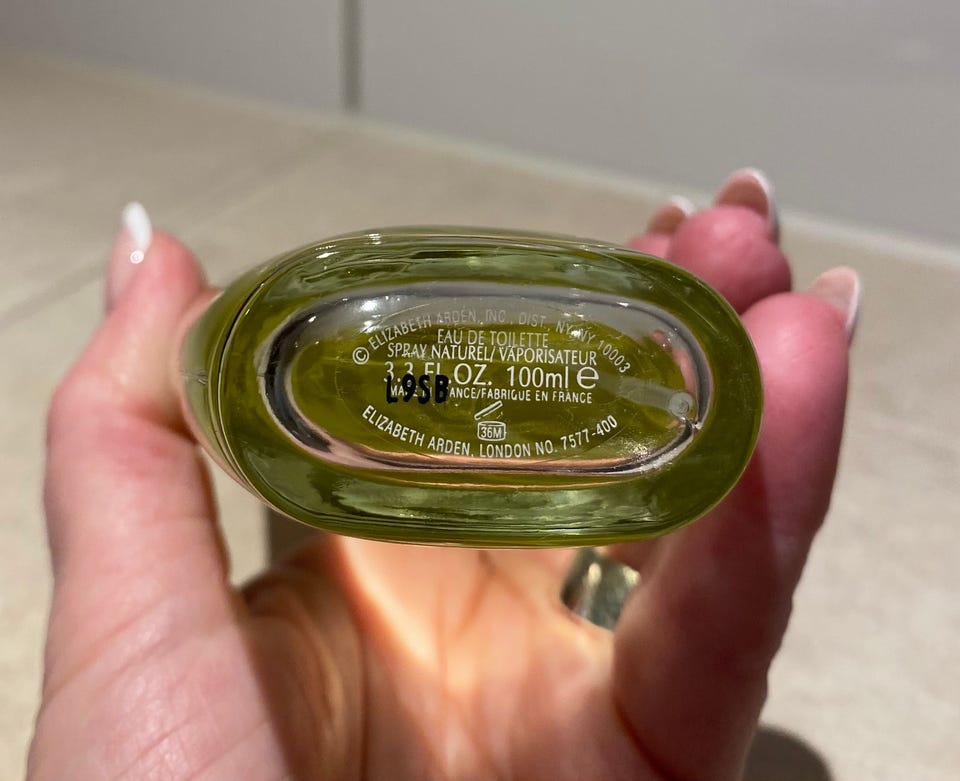 © ELIZABETH ARDEN, INC. DIST. NY, NY 10003
EAU DE TOILETTE
SPRAY NATUREL/VAPORISATEUR
3.3 FL.OZ. 100ml e
L9SB
FRANCE/FABRIQUE EN FRANCE
36M
ELIZABETH ARDEN, LONDON NO. 7577-400